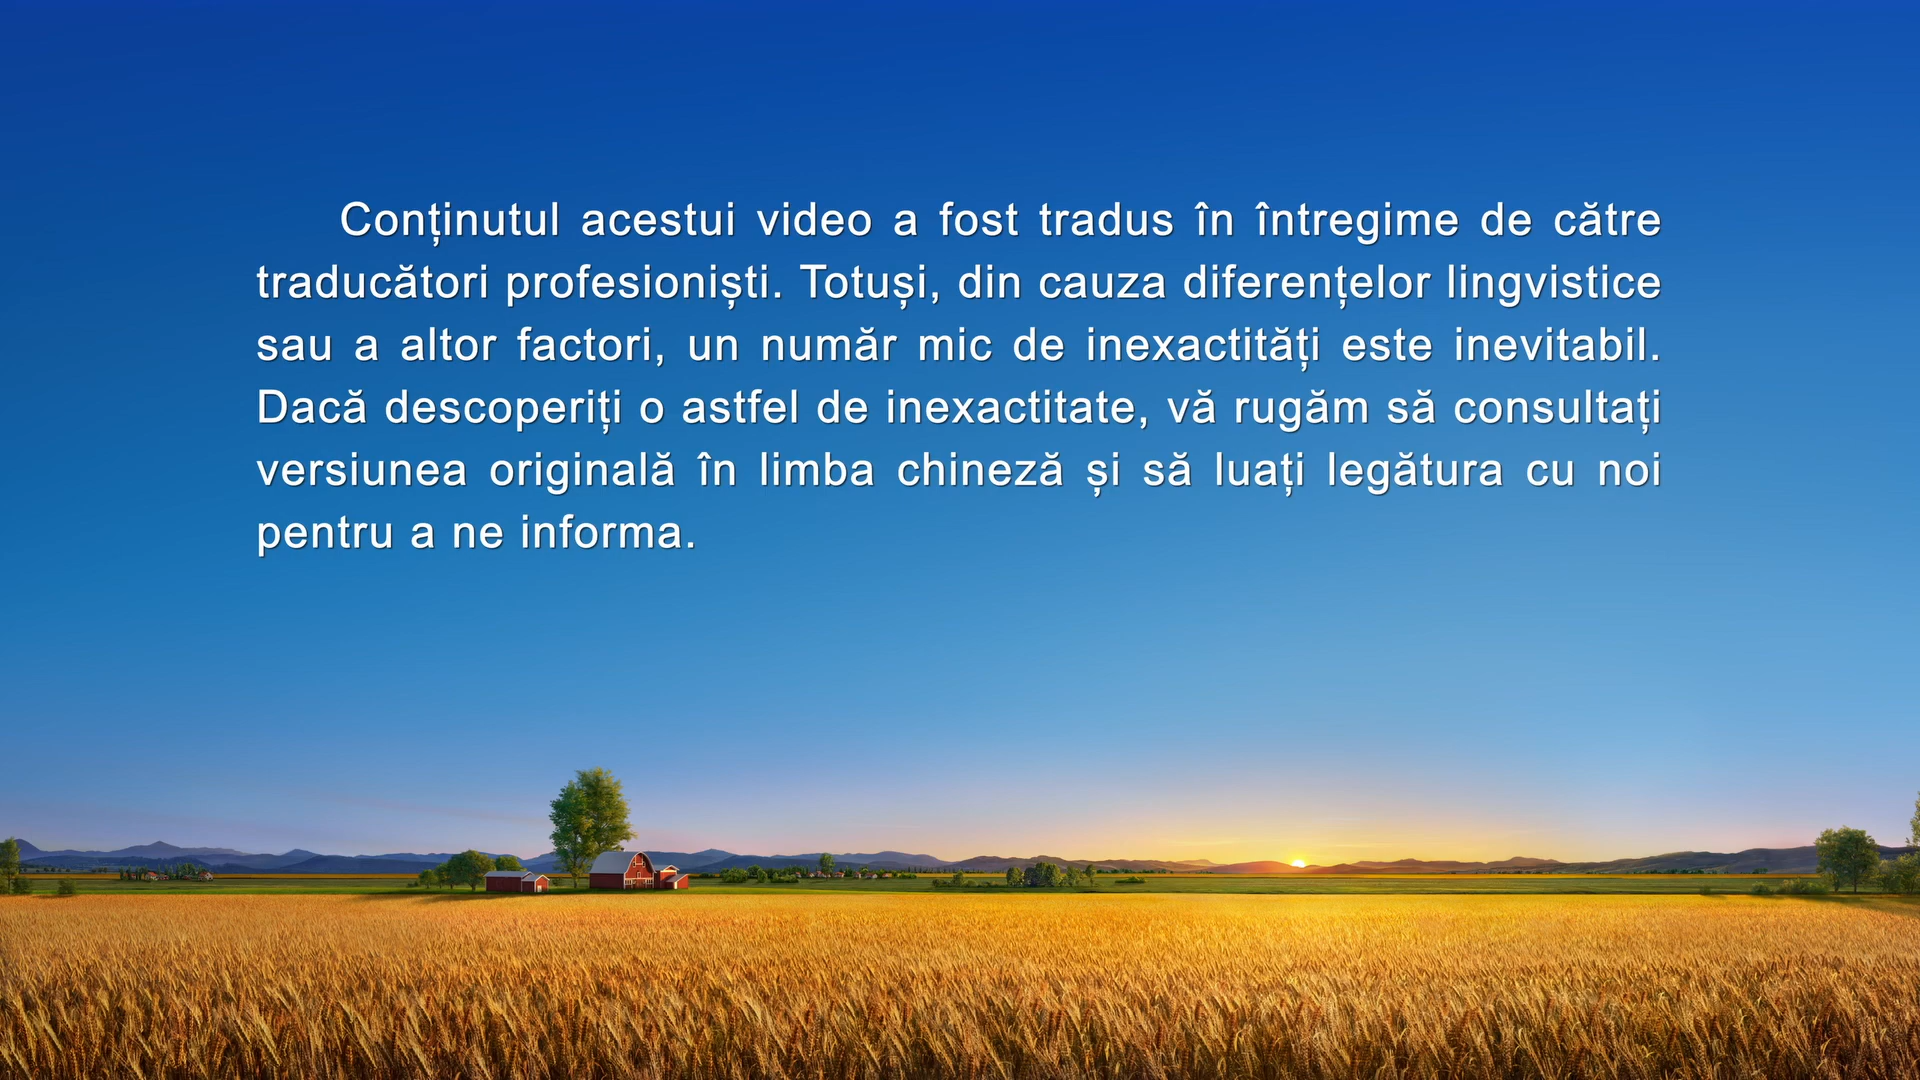 Conținutul acestui video a fost tradus în întregime de către
traducători profesioniști. Totuși, din cauza diferențelor lingvistice
sau a altor factori, un număr mic de inexactități este inevitabil.
Dacă descoperiți o astfel de inexactitate, vă rugăm să consultați
versiunea originală în limba chineză și să luați legătura cu noi
pentru a ne informa.